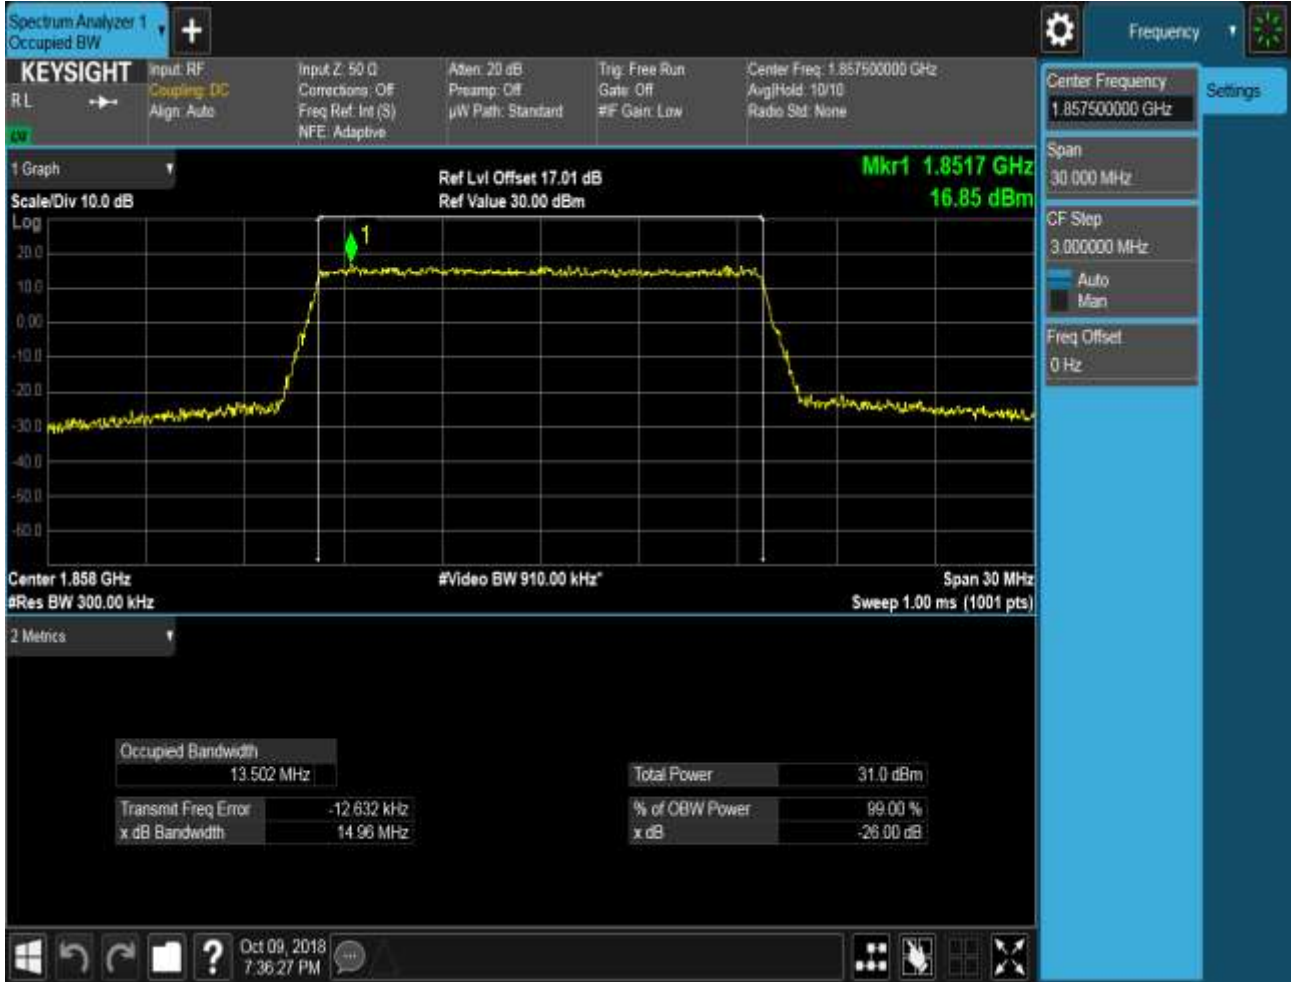 Spectrum Analyzer 1
Occupied BW
Frequency
KEYSIGHT
R L
Input: RF
Coupling: DC
Align: Auto
Input Z: 50 Ω
Corrections: Off
Freq Ref: Int (S)
NFE: Adaptive
Atten: 20 dB
Preamp: Off
µW Path: Standard
Trig: Free Run
Gate: Off
#IF Gain: Low
Center Freq: 1.857500000 GHz
Avg|Hold: 10/10
Radio Std: None
Center Frequency
1.857500000 GHz
Settings
Span
30.000 MHz
CF Step
3.000000 MHz
Auto
Man
Freq Offset
0 Hz
1 Graph
Scale/Div 10.0 dB
Ref Lvl Offset 17.01 dB
Ref Value 30.00 dBm
Mkr1 1.8517 GHz
16.85 dBm
Log
1
20.0
10.0
0.00
-10.0
-20.0
-30.0
-40.0
-50.0
-60.0
Center 1.858 GHz
#Video BW 910.00 kHz*
Span 30 MHz
#Res BW 300.00 kHz
Sweep 1.00 ms (1001 pts)
2 Metrics
Occupied Bandwidth
13.502 MHz
Total Power 31.0 dBm
Transmit Freq Error -12.632 kHz
% of OBW Power 99.00 %
x dB Bandwidth 14.96 MHz
x dB -26.00 dB
?
Oct 09, 2018
7:36:27 PM